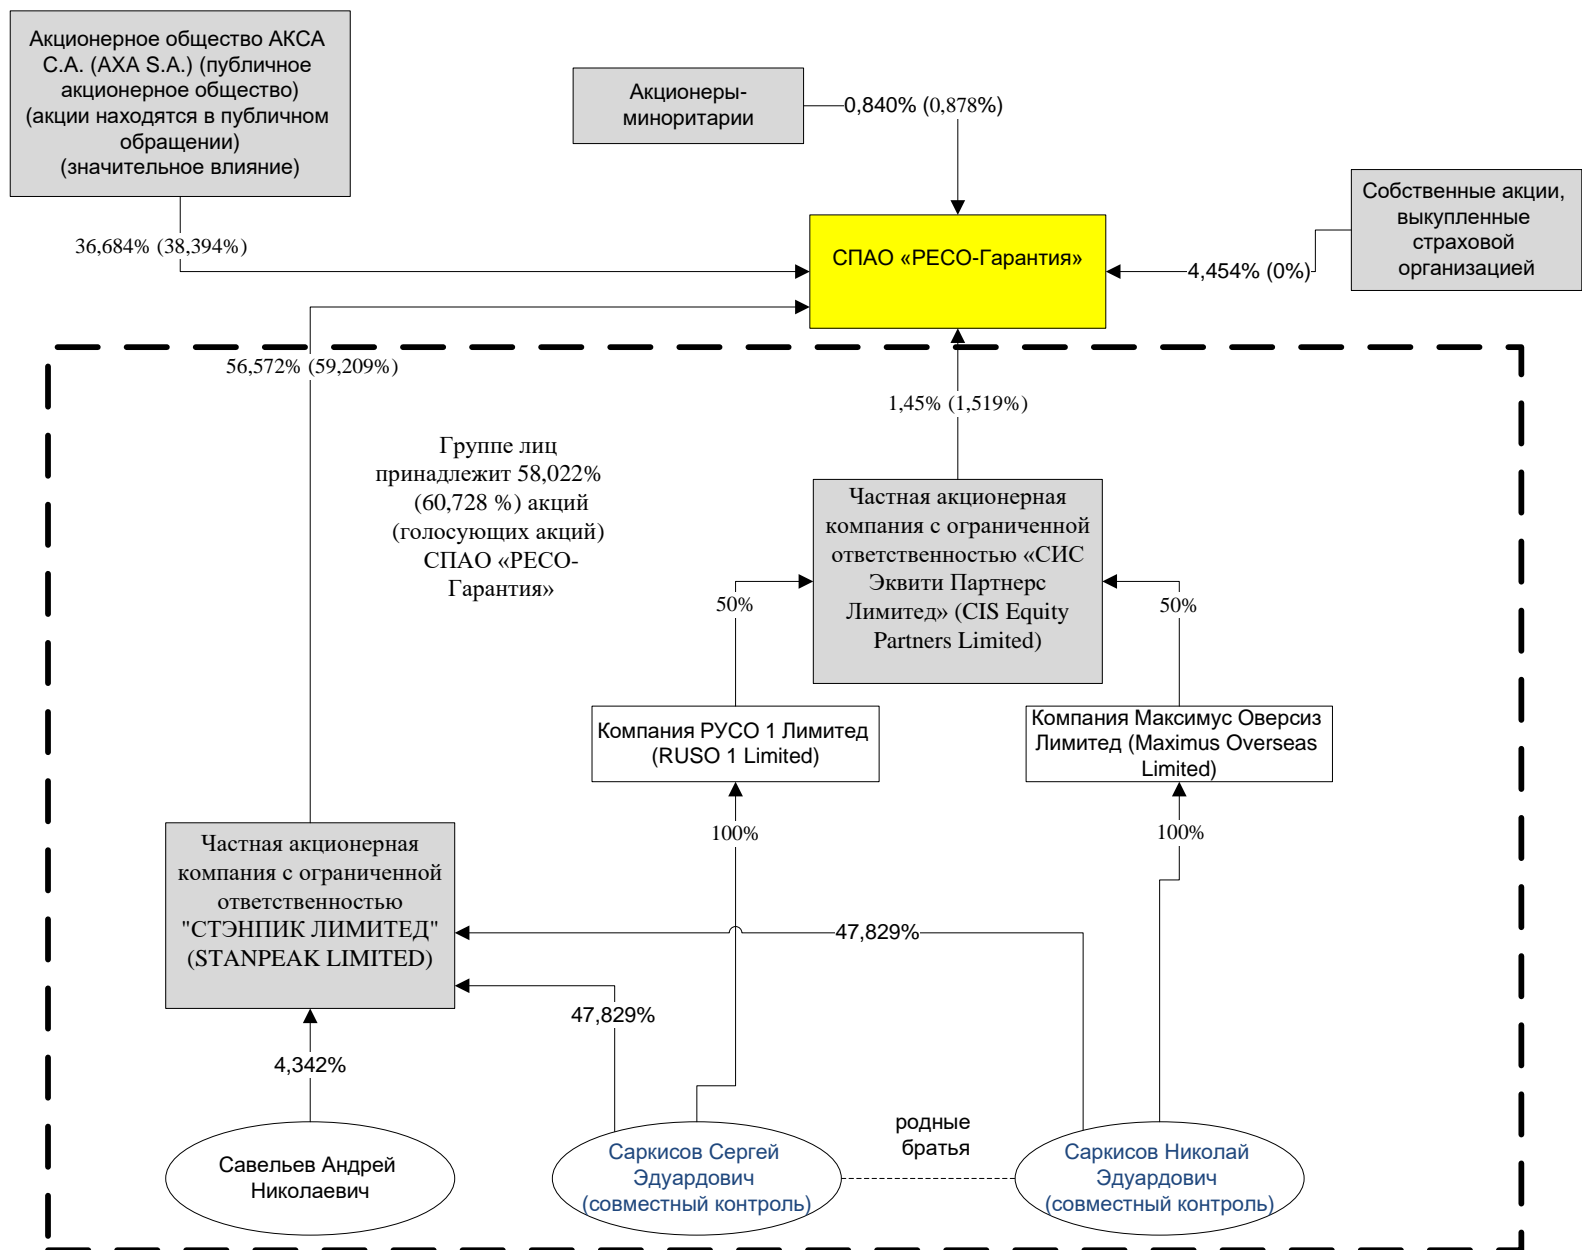 Акционерное общество АКСА
С.А. (AXA S.A.) (публичное
акционерное общество)
(акции находятся в публичном
обращении)
(значительное влияние)
Акционеры-
миноритарии
0,840% (0,878%)
Собственные акции,
выкупленные
страховой
организацией
36,684% (38,394%)
СПАО «РЕСО-Гарантия»
4,454% (0%)
56,572% (59,209%)
1,45% (1,519%)
Группе лиц
принадлежит 58,022%
(60,728 %) акций
(голосующих акций)
СПАО «РЕСО-
Гарантия»
Частная акционерная
компания с ограниченной
ответственностью «СИС
Эквити Партнерс
Лимитед» (CIS Equity
Partners Limited)
50%
50%
Компания РУСО 1 Лимитед
(RUSO 1 Limited)
Компания Максимус Оверсиз
Лимитед (Maximus Overseas
Limited)
100%
100%
Частная акционерная
компания с ограниченной
ответственностью
"СТЭНПИК ЛИМИТЕД"
(STANPEAK LIMITED)
47,829%
47,829%
4,342%
родные
братья
Савельев Андрей
Николаевич
Саркисов Сергей
Эдуардович
(совместный контроль)
Саркисов Николай
Эдуардович
(совместный контроль)